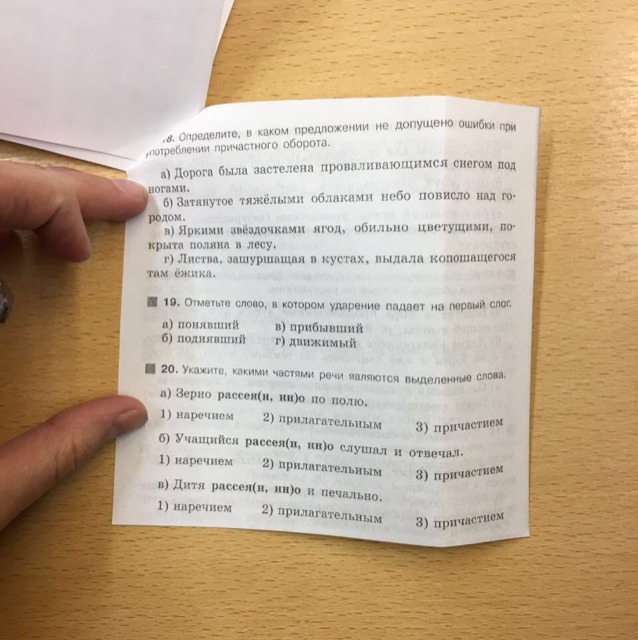 8. Определите, в каком предложении не допущено ошибки при
употреблении причастного оборота.
а) Дорога была застелена проваливающимся снегом под
ногами.
б) Затянутое тяжёлыми облаками небо повисло над го-
родом.
в) Яркими звёздочками ягод, обильно цветущими, по-
крыта поляна в лесу.
г) Листва, зашуршащая в кустах, выдала копошащегося
там ёжика.
19. Отметьте слово, в котором ударение падает на первый слог.
а) понявший в) прибывший
б) поднявший г) движимый
20. Укажите, какими частями речи являются выделенные слова.
а) Зерно рассея(н, нн)о по полю.
1) наречием 2) прилагательным 3) причастием
б) Учащийся рассея(н, нн)о слушал и отвечал.
1) наречием 2) прилагательным 3) причастием
в) Дитя рассея(н, нн)о и печально.
1) наречием 2) прилагательным 3) причастием